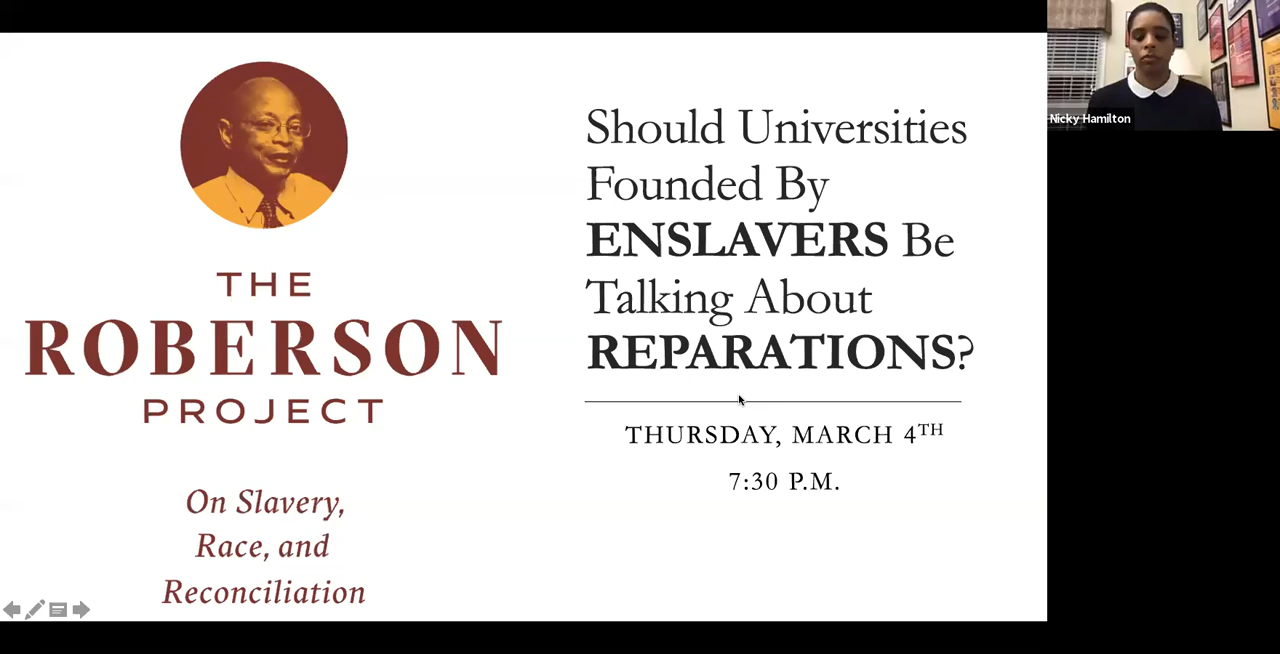 THE
ROBERSON
PROJECT
On Slavery,
Race, and
Reconciliation
Should Universities
Founded By
ENSLAVERS Be
Talking About
REPARATIONS?
THURSDAY, MARCH 4TH
7:30 P.M.
Nicky Hamilton